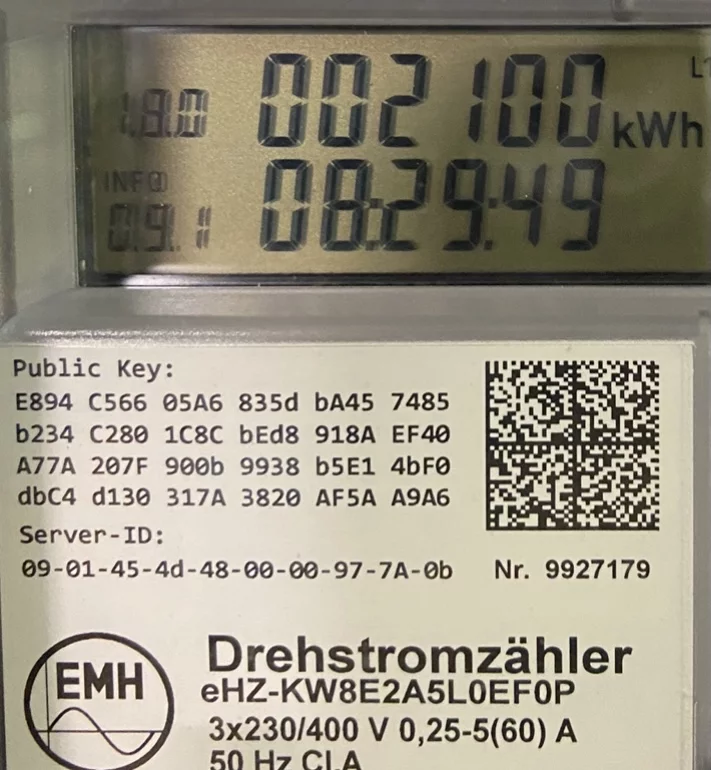 1.8.0 002100 kWh L1
INFO
0.9.1 08:29:49
Public Key:
E894 C566 05A6 835d bA45 7485
b234 C280 1C8C bEd8 918A EF40
A77A 207F 900b 9938 b5E1 4bF0
dbC4 d130 317A 3820 AF5A A9A6
Server-ID:
09-01-45-4d-48-00-00-97-7A-0b Nr. 9927179
EMH
Drehstromzähler
eHZ-KW8E2A5L0EF0P
3x230/400 V 0,25-5(60) A
50 Hz Cl.A